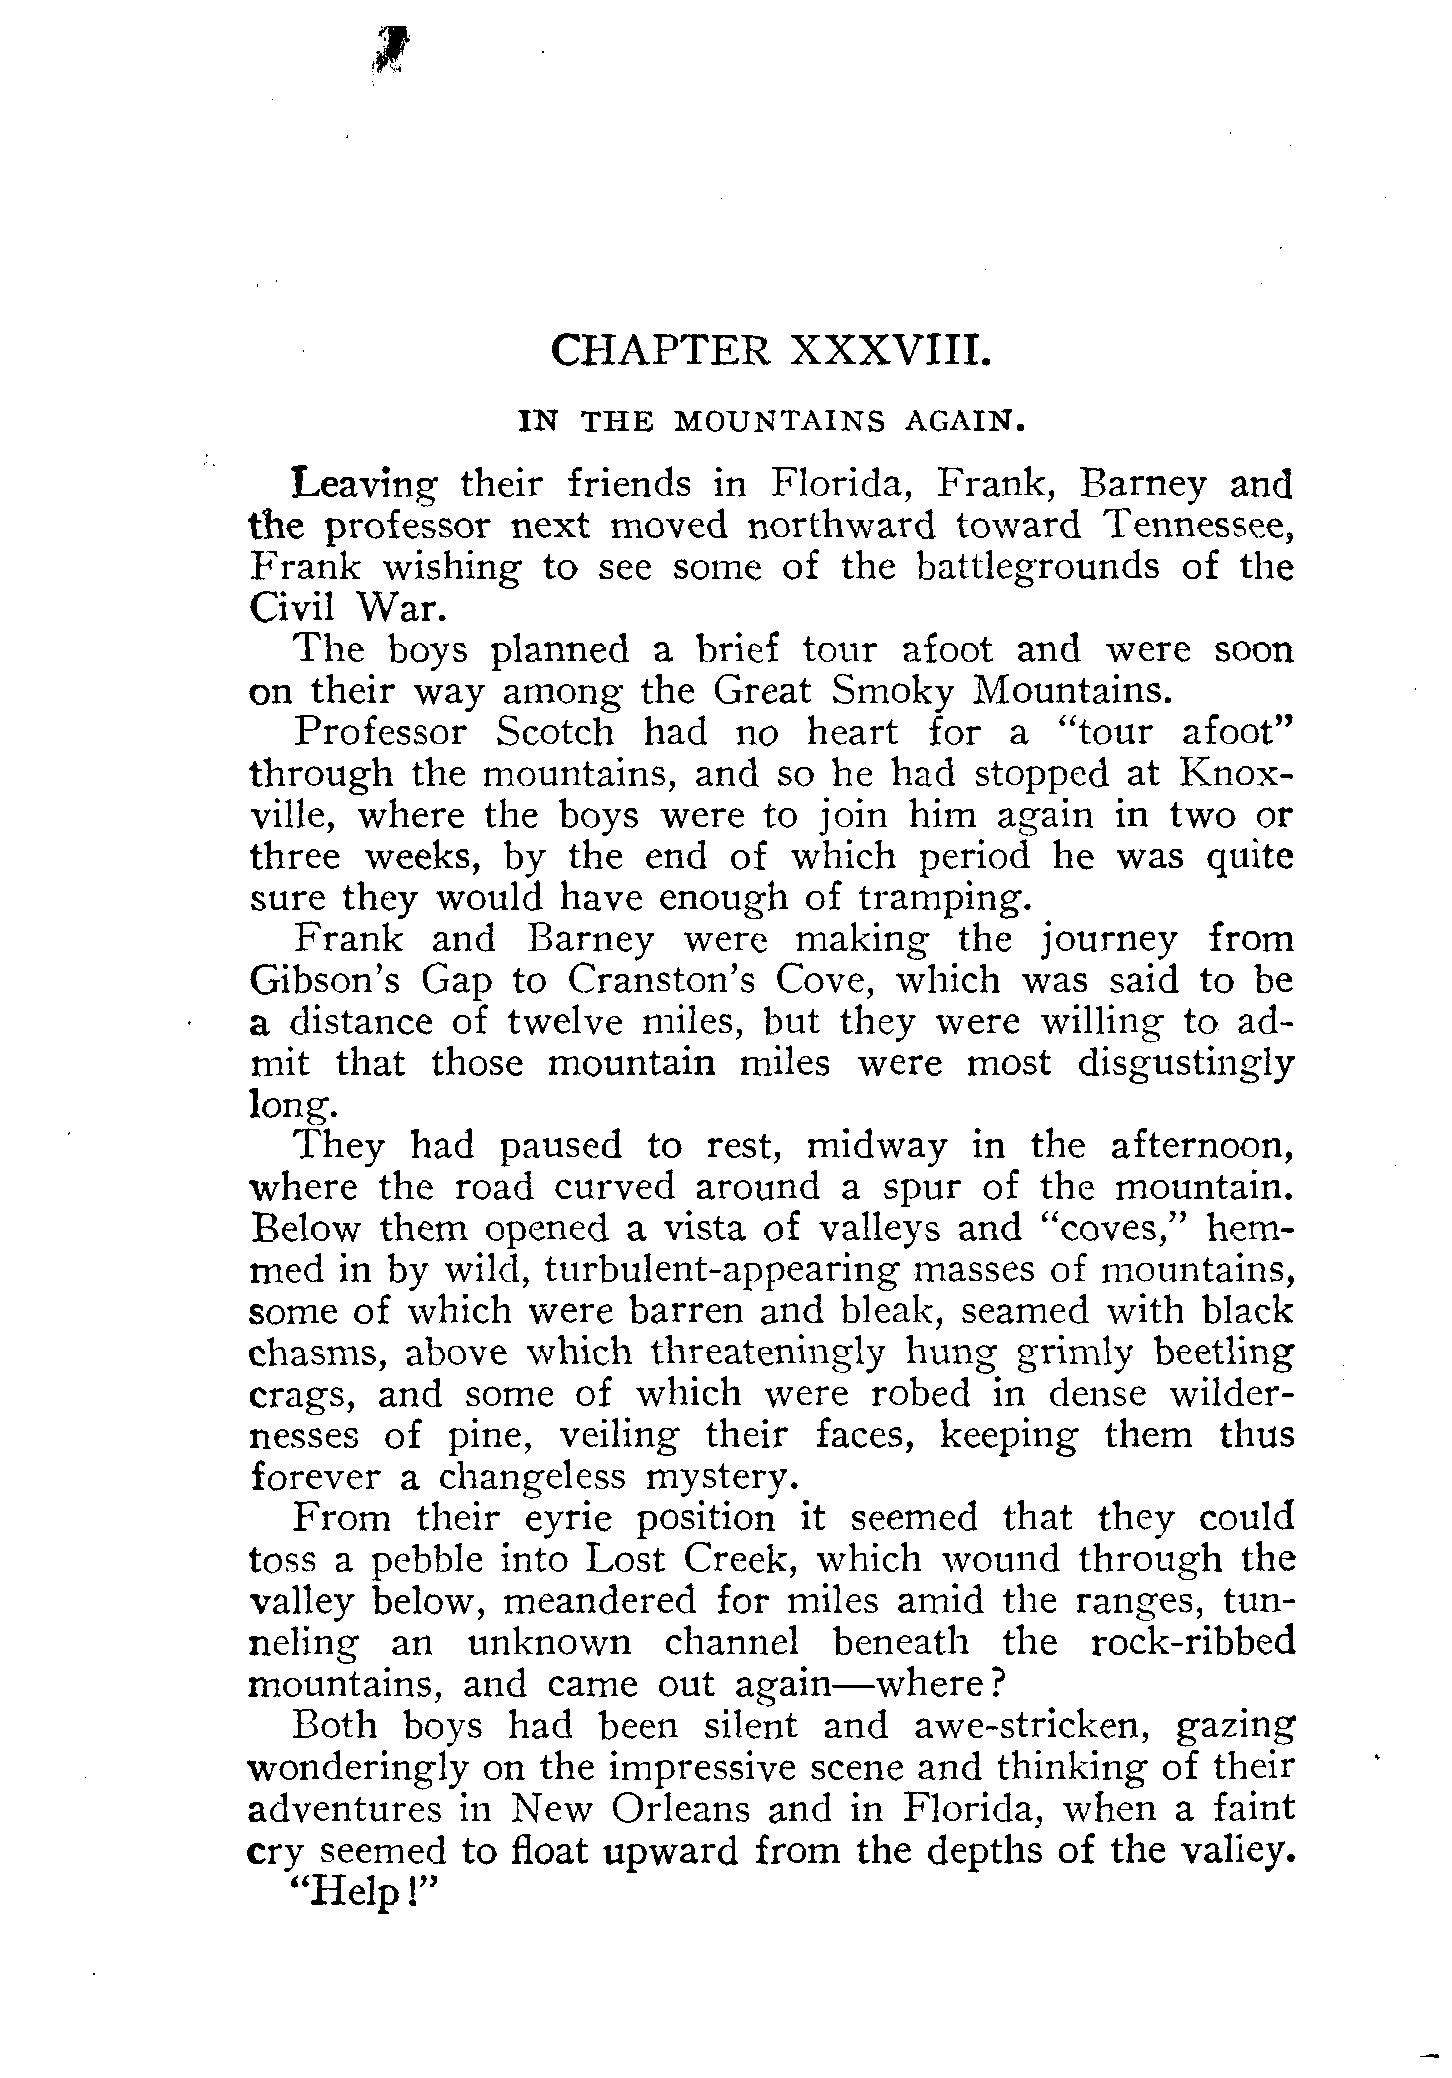 CHAPTER XXXVIII.
IN THE MOUNTAINS AGAIN.
Leaving their friends in Florida, Frank, Barney and
the professor next moved northward toward Tennessee,
Frank wishing to see some of the battlegrounds of the
Civil War.
The boys planned a brief tour afoot and were soon
on their way among the Great Smoky Mountains.
Professor Scotch had no heart for a “tour afoot”
through the mountains, and so he had stopped at Knox-
ville, where the boys were to join him again in two or
three weeks, by the end of which period he was quite
sure they would have enough of tramping.
Frank and Barney were making the journey from
Gibson’s Gap to Cranston’s Cove, which was said to be
a distance of twelve miles, but they were willing to ad-
mit that those mountain miles were most disgustingly
long.
They had paused to rest, midway in the afternoon,
where the road curved around a spur of the mountain.
Below them opened a vista of valleys and “coves,” hem-
med in by wild, turbulent-appearing masses of mountains,
some of which were barren and bleak, seamed with black
chasms, above which threateningly hung grimly beetling
crags, and some of which were robed in dense wilder-
nesses of pine, veiling their faces, keeping them thus
forever a changeless mystery.
From their eyrie position it seemed that they could
toss a pebble into Lost Creek, which wound through the
valley below, meandered for miles amid the ranges, tun-
neling an unknown channel beneath the rock-ribbed
mountains, and came out again—where?
Both boys had been silent and awe-stricken, gazing
wonderingly on the impressive scene and thinking of their
adventures in New Orleans and in Florida, when a faint
cry seemed to float upward from the depths of the valley.
“Help!”